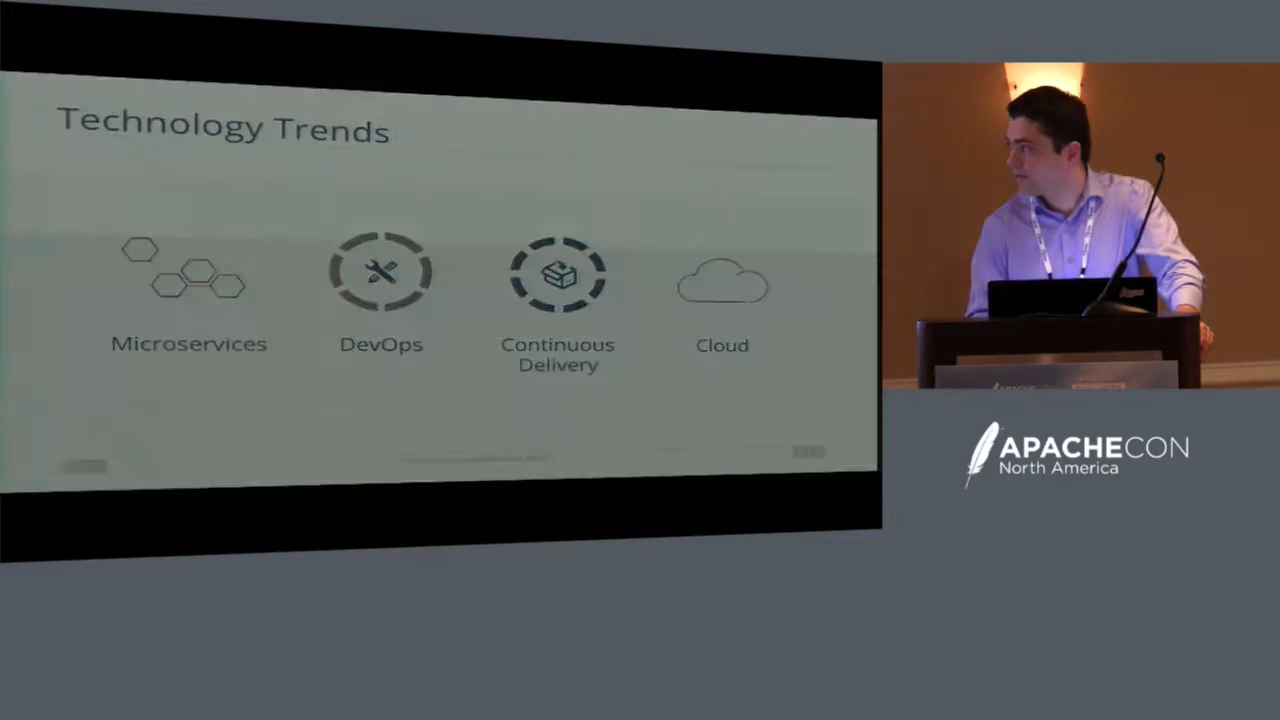 Technology Trends
Microservices
DevOps
Continuous
Delivery
Cloud
APACHECON
North America